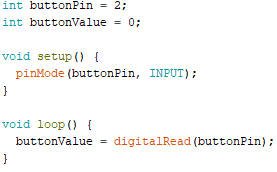 int buttonPin = 2;
int buttonValue = 0;

void setup() {
  pinMode(buttonPin, INPUT);
}

void loop() {
  buttonValue = digitalRead(buttonPin);
}